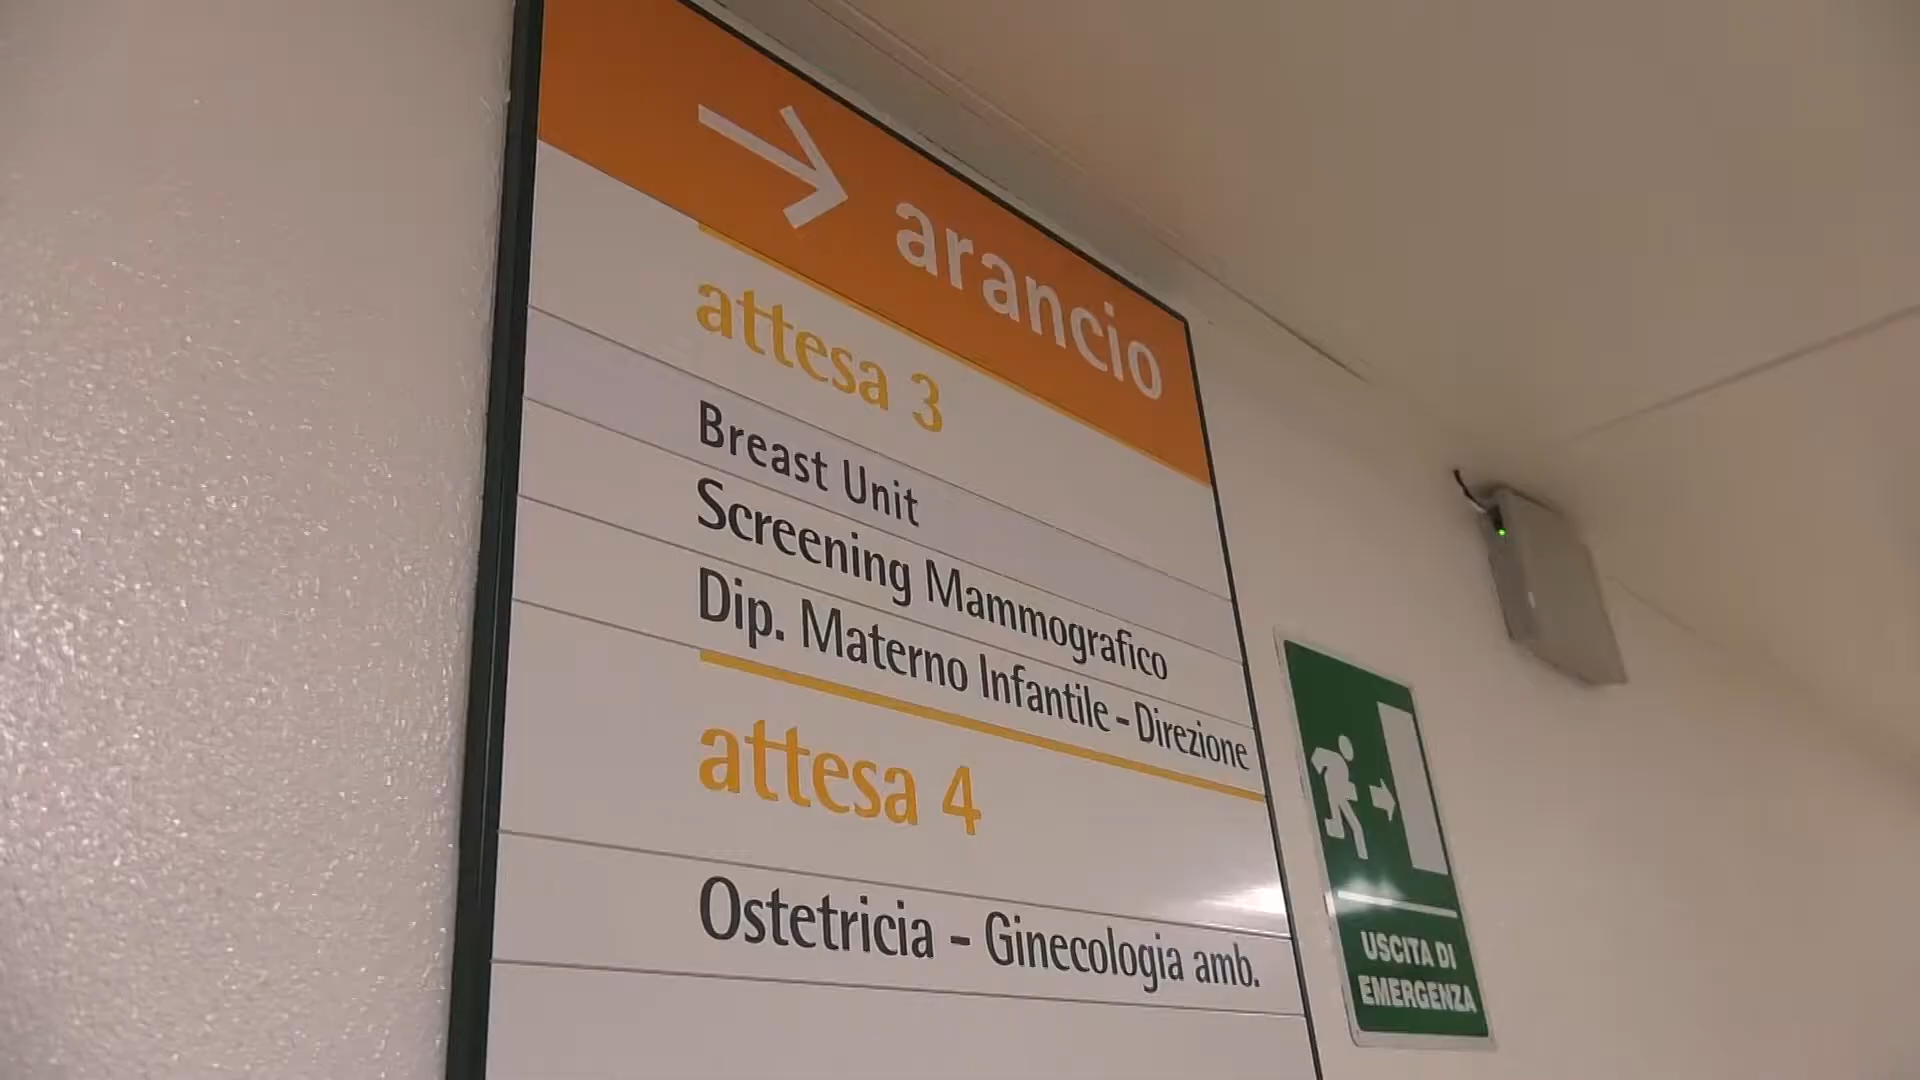 arancio
attesa 3
Breast Unit
Screening Mammografico
Dip. Materno Infantile - Direzione
attesa 4
Ostetricia - Ginecologia amb.
USCITA DI
EMERGENZA